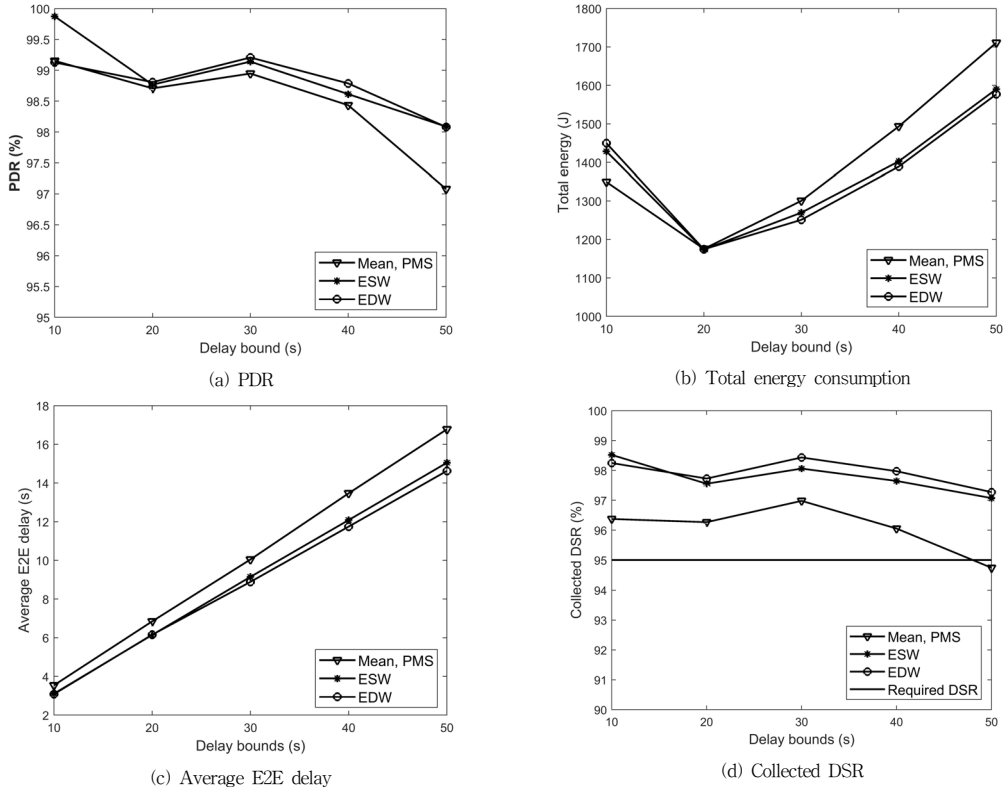 100
99.5
99
98.5
98
97.5
97
96.5
96
95.5
95
PDR (%)
10 20 30 40 50
Delay bound (s)
Mean, PMS
ESW
EDW
(a) PDR
1800
1700
1600
1500
1400
1300
1200
1100
1000
Total energy (J)
10 20 30 40 50
Delay bound (s)
Mean, PMS
ESW
EDW
(b) Total energy consumption
18
16
14
12
10
8
6
4
2
Average E2E delay (s)
10 20 30 40 50
Delay bounds (s)
Mean, PMS
ESW
EDW
(c) Average E2E delay
100
99
98
97
96
95
94
93
92
91
90
Collected DSR (%)
10 20 30 40 50
Delay bounds (s)
Mean, PMS
ESW
EDW
Required DSR
(d) Collected DSR